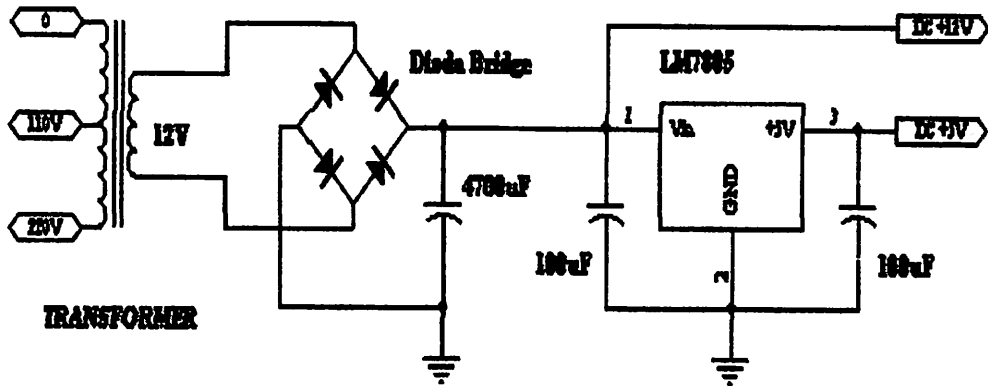 0
DC +12V
Dioda Bridge
LM7805
110V
12V
1
Vin
+5V
3
DC +5V
4700uF
GND
220V
100uF
2
100uF
TRANSFORMER